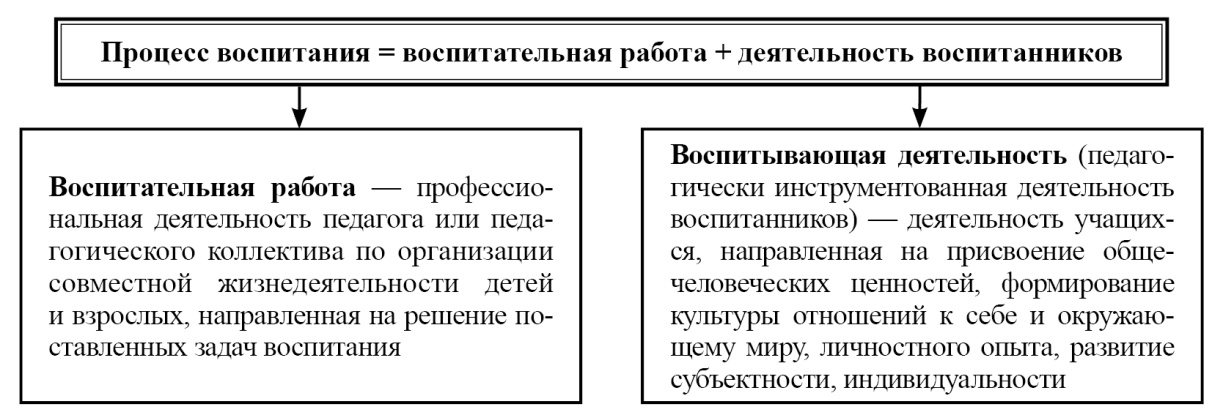 Процесс воспитания = воспитательная работа + деятельность воспитанников
Воспитательная работа — профессио-
нальная деятельность педагога или педа-
гогического коллектива по организации
совместной жизнедеятельности детей
и взрослых, направленная на решение по-
ставленных задач воспитания
Воспитывающая деятельность (педаго-
гически инструментованная деятельность
воспитанников) — деятельность учащих-
ся, направленная на присвоение обще-
человеческих ценностей, формирование
культуры отношений к себе и окружаю-
щему миру, личностного опыта, развитие
субъектности, индивидуальности